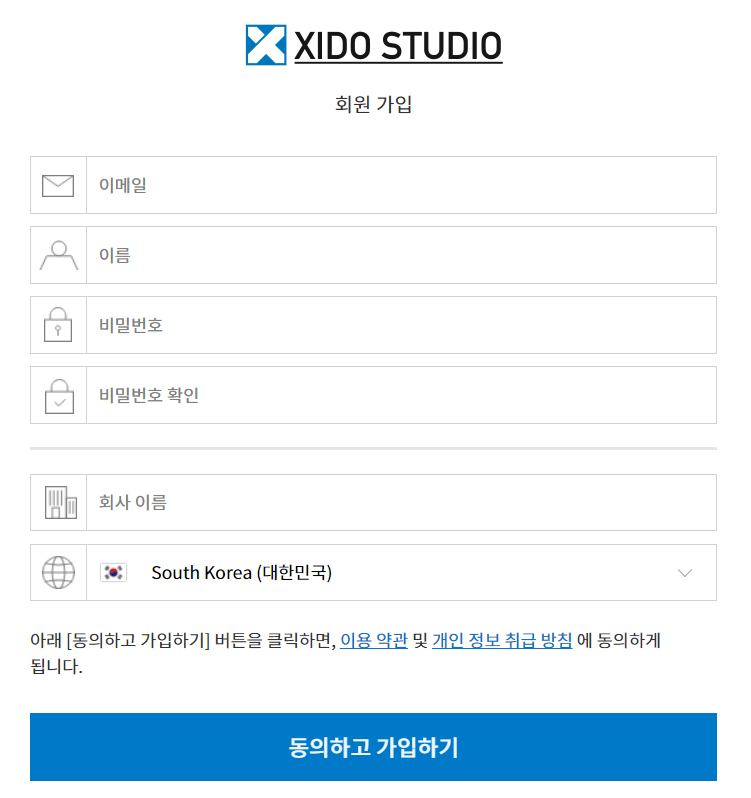 XIDO STUDIO
회원 가입
이메일
이름
비밀번호
비밀번호 확인
회사 이름
South Korea (대한민국)
아래 [동의하고 가입하기] 버튼을 클릭하면, 이용 약관 및 개인 정보 취급 방침 에 동의하게
됩니다.
동의하고 가입하기